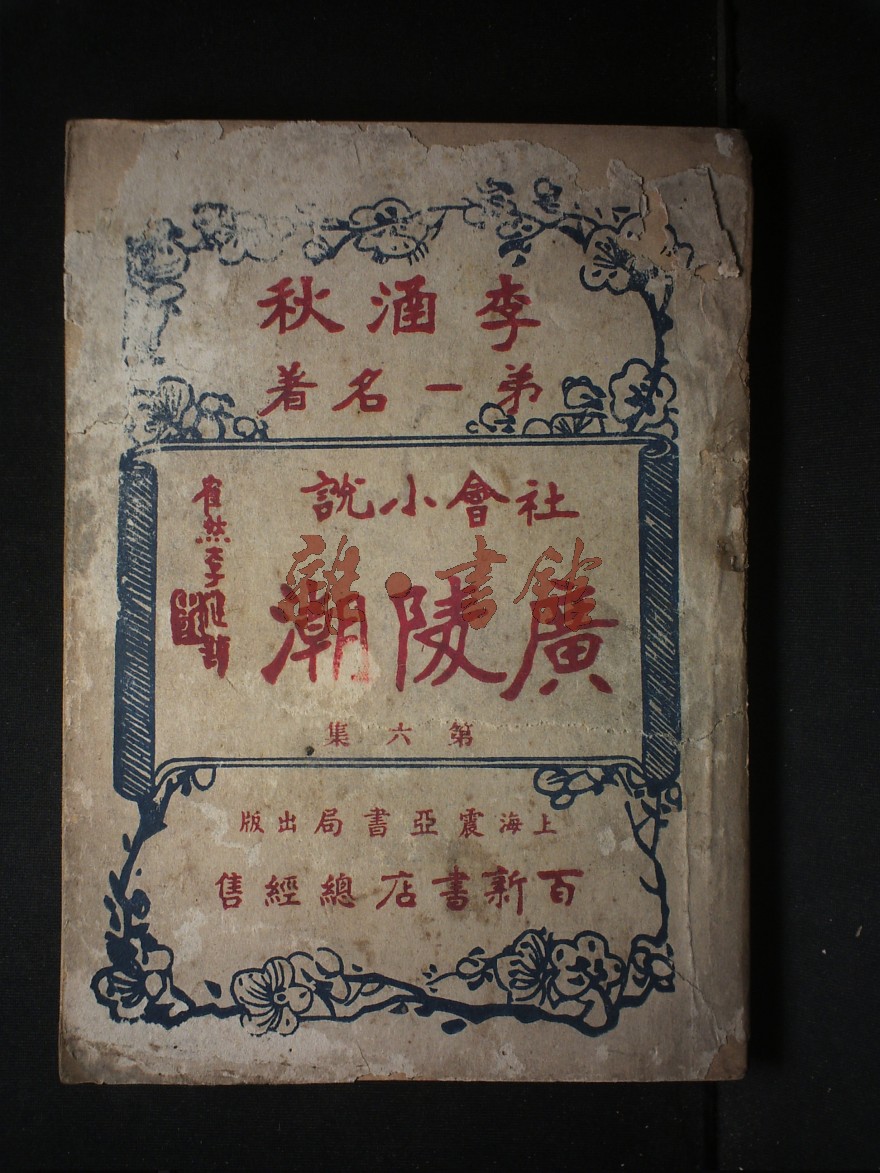 李涵秋
弟一名著
社會小說
廣陵潮
第六集
上海震亞書局出版
百新書店總經售